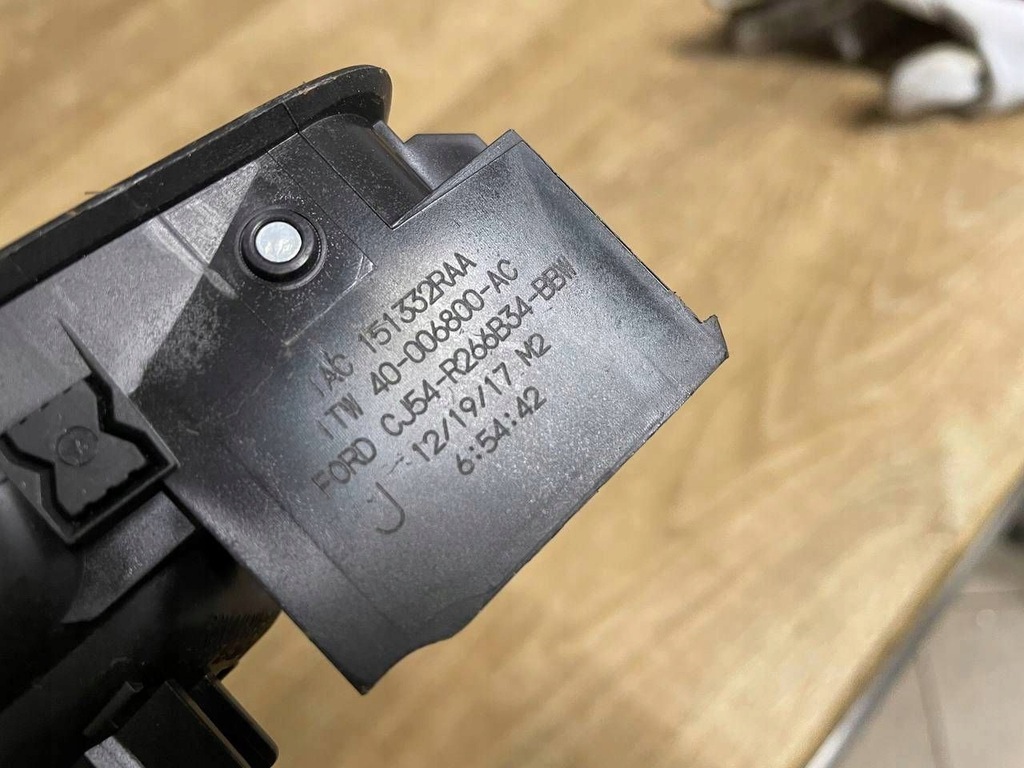 IAC 151332RAA
ITW 40-006800-AC
FORD CJ54-R266B34-BBW
12/19/17 M2
6:54:42
J